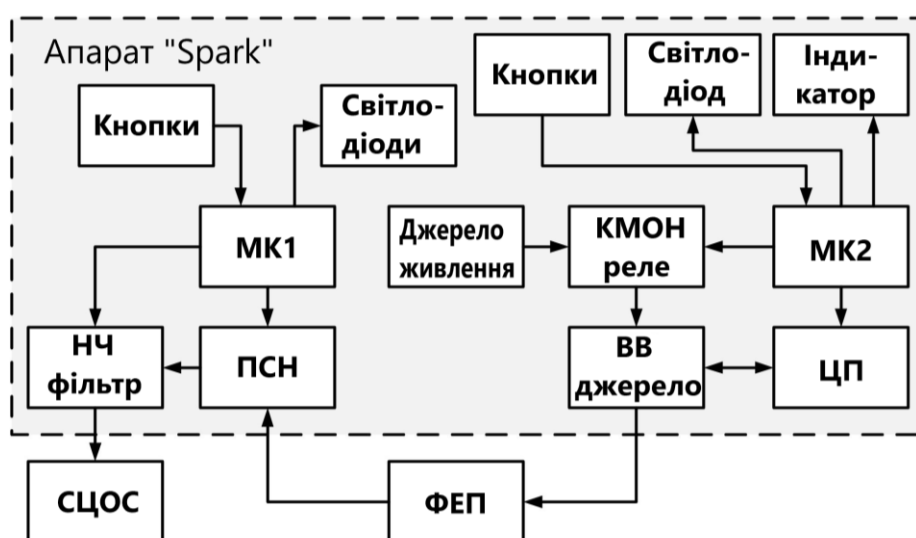 Апарат "Spark"
Кнопки
Світло-
діоди
Кнопки
Світло-
діод
Інди-
катор
МК1
Джерело
живлення
КМОН
реле
МК2
НЧ
фільтр
ПСН
ВВ
джерело
ЦП
СЦОС
ФЕП